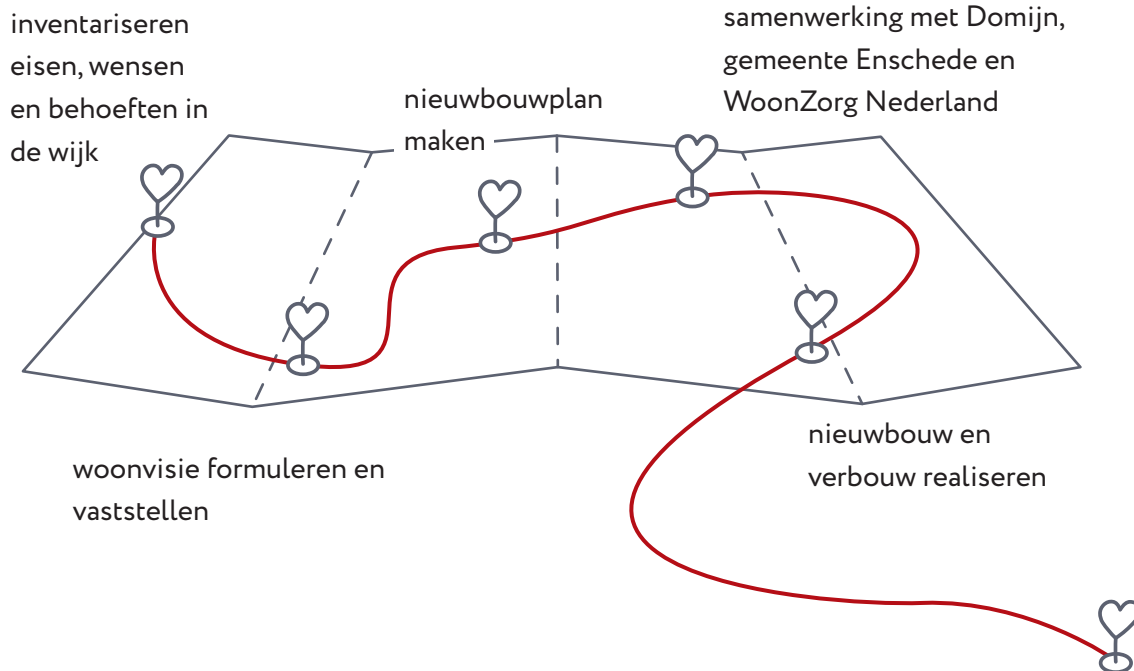 inventariseren
eisen, wensen
en behoeften in
de wijk
woonvisie formuleren en
vaststellen
nieuwbouwplan
maken
samenwerking met Domijn,
gemeente Enschede en
WoonZorg Nederland
nieuwbouw en
verbouw realiseren